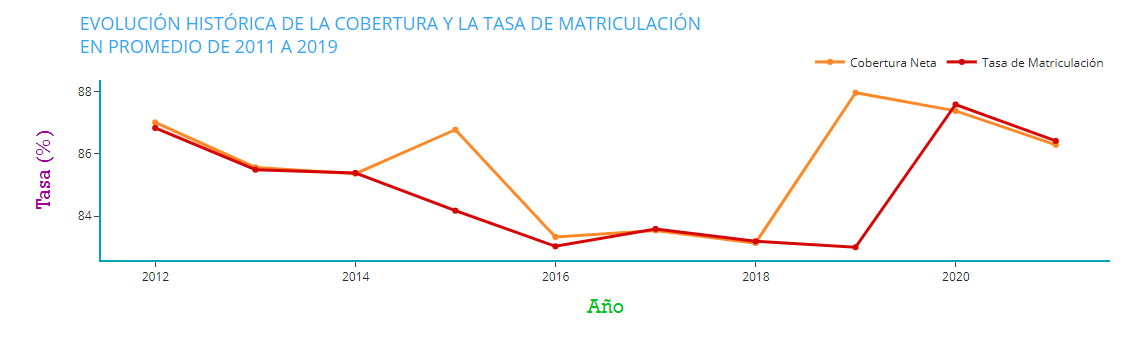 EVOLUCIÓN HISTÓRICA DE LA COBERTURA Y LA TASA DE MATRICULACIÓN
EN PROMEDIO DE 2011 A 2019
Cobertura Neta
Tasa de Matriculación
88
86
84
Tasa (%)
2012
2014
2016
2018
2020
Año